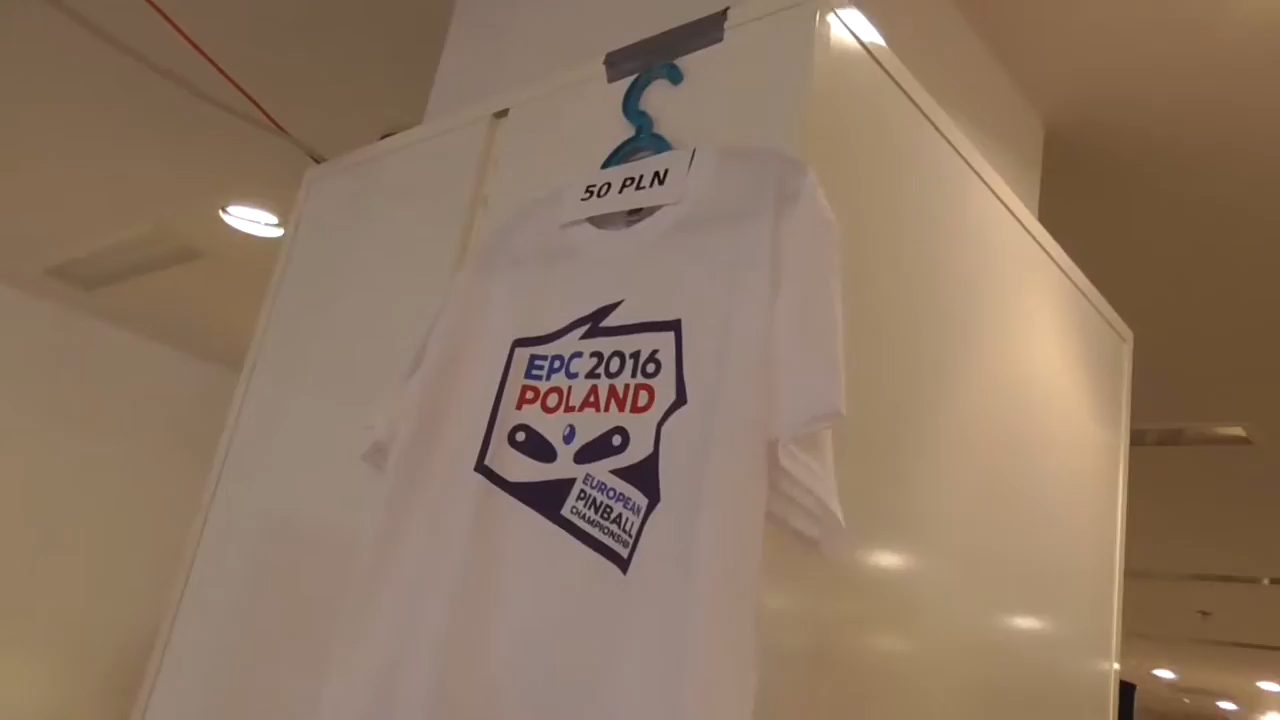 50 PLN
EPC 2016
POLAND
EUROPEAN
PINBALL
CHAMPIONSHIP